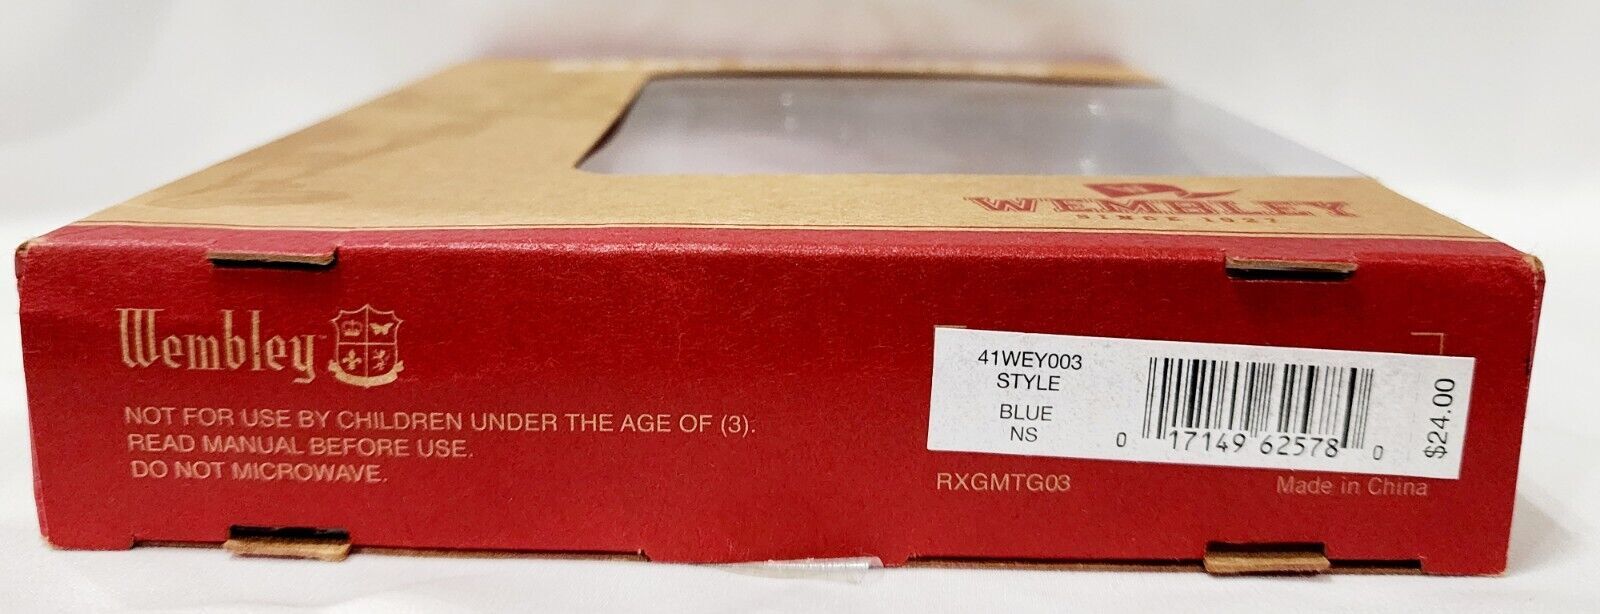 WEMBLEY
SINCE 1927
Wembley™
NOT FOR USE BY CHILDREN UNDER THE AGE OF (3).
READ MANUAL BEFORE USE.
DO NOT MICROWAVE.
41WEY003
STYLE
BLUE
NS
0 17149 62578 0
$24.00
RXGMTG03
Made in China